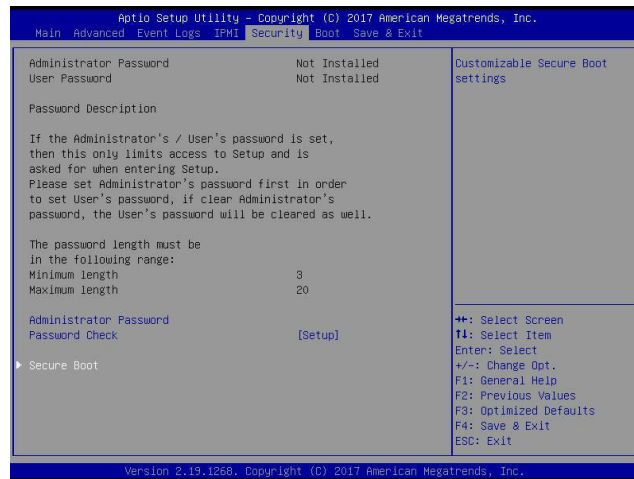 Aptio Setup Utility – Copyright (C) 2017 American Megatrends, Inc.
Main Advanced Event Logs IPMI Security Boot Save & Exit
Administrator Password Not Installed
User Password Not Installed
Password Description
If the Administrator's / User's password is set,
then this only limits access to Setup and is
asked for when entering Setup.
Please set Administrator's password first in order
to set User's password, if clear Administrator's
password, the User's password will be cleared as well.
The password length must be
in the following range:
Minimum length 3
Maximum length 20
Administrator Password
Password Check [Setup]
Secure Boot
Customizable Secure Boot
settings
→←: Select Screen
↑↓: Select Item
Enter: Select
+/-: Change Opt.
F1: General Help
F2: Previous Values
F3: Optimized Defaults
F4: Save & Exit
ESC: Exit
Version 2.19.1268. Copyright (C) 2017 American Megatrends, Inc.